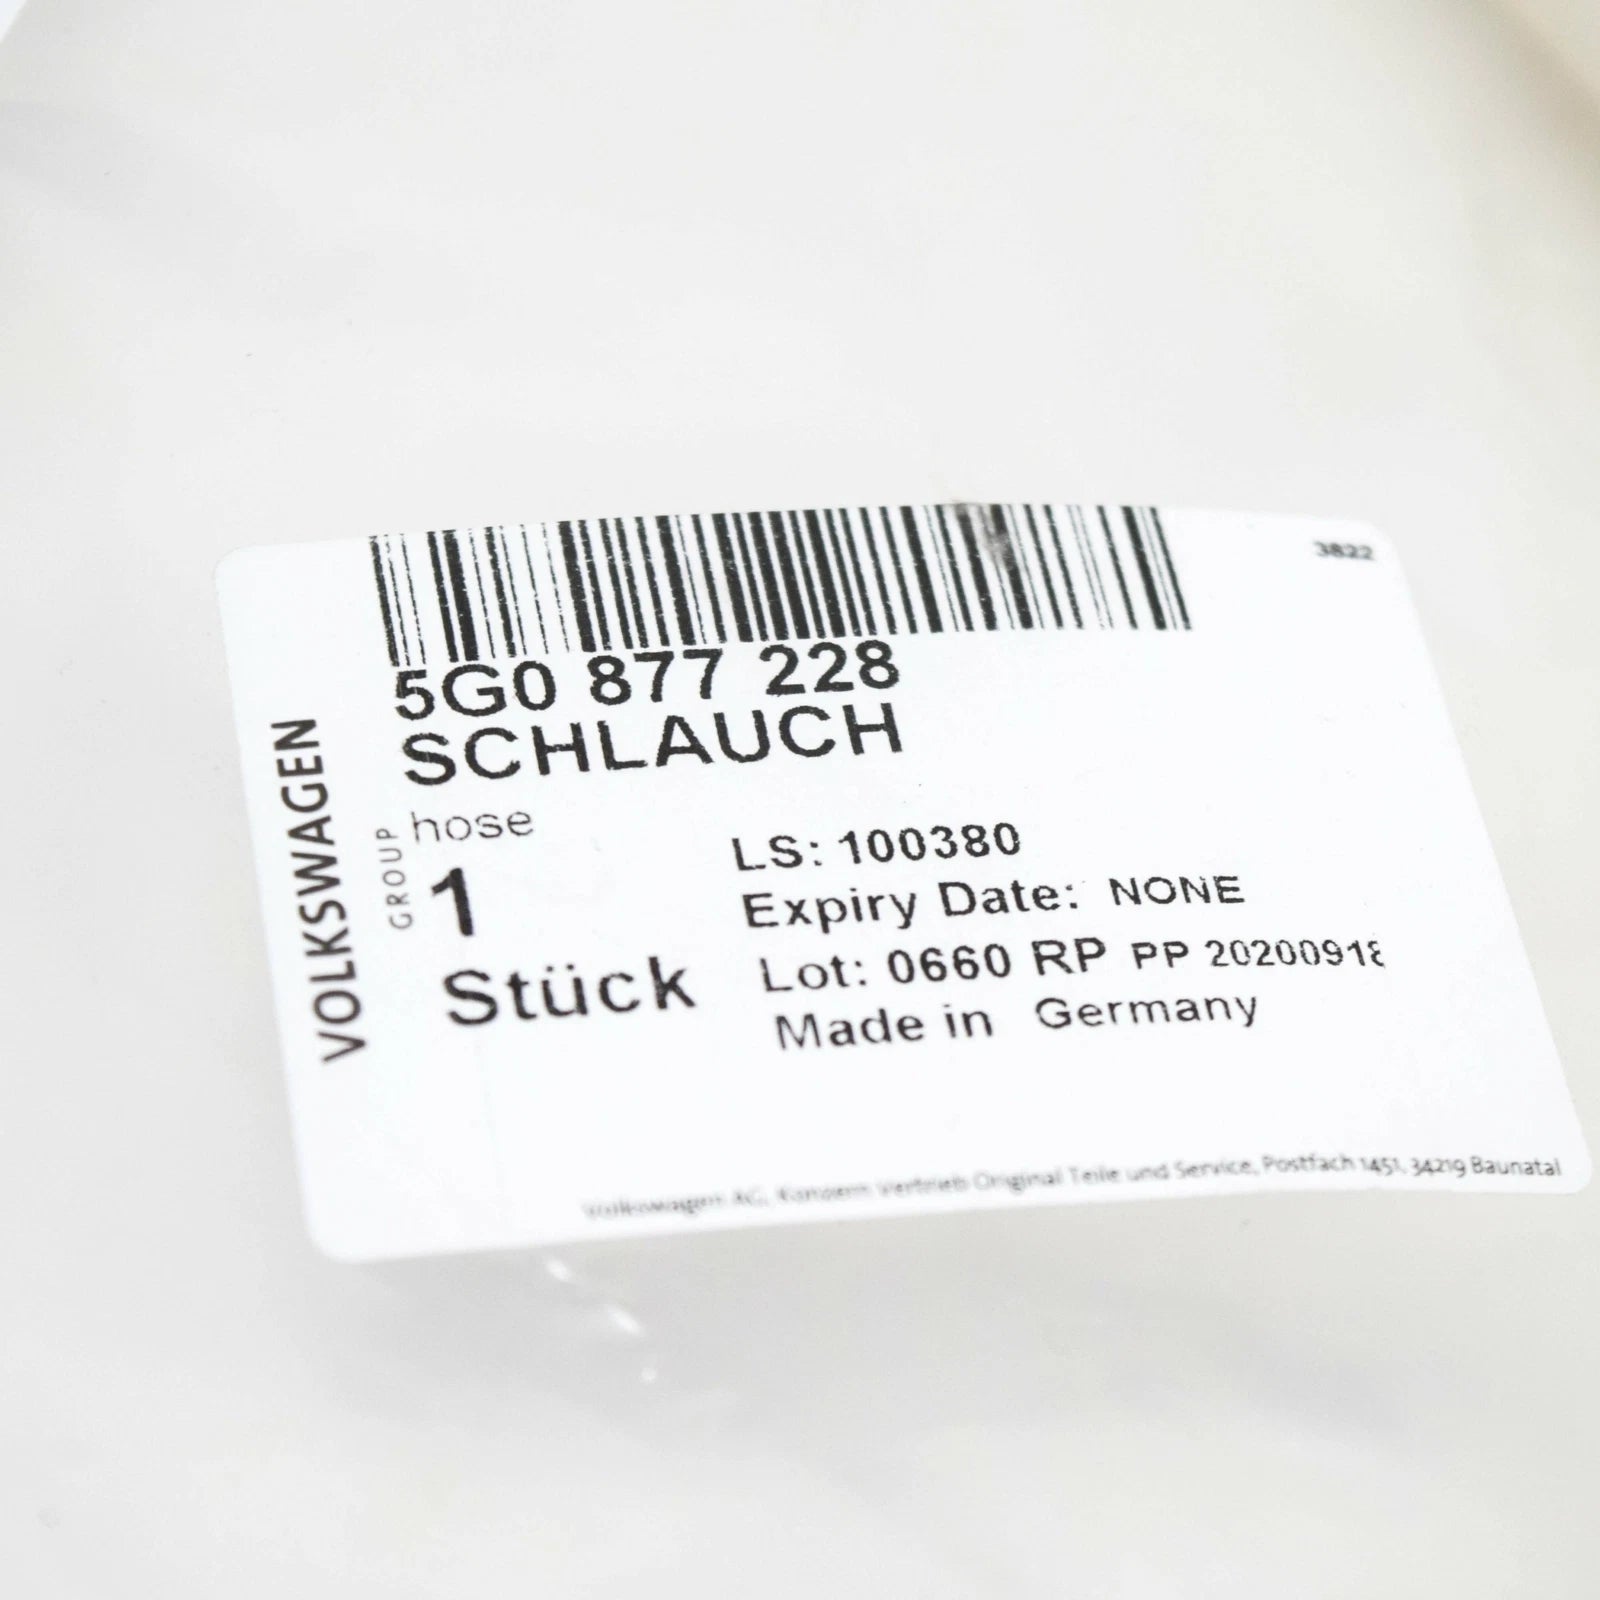 3822
5G0 877 228
SCHLAUCH
hose
1
Stück
LS: 100380
Expiry Date: NONE
Lot: 0660 RP PP 20200918
Made in Germany
VOLKSWAGEN
GROUP
Volkswagen AG, Konzern Vertrieb Original Teile und Service, Postfach 1451, 34219 Baunatal